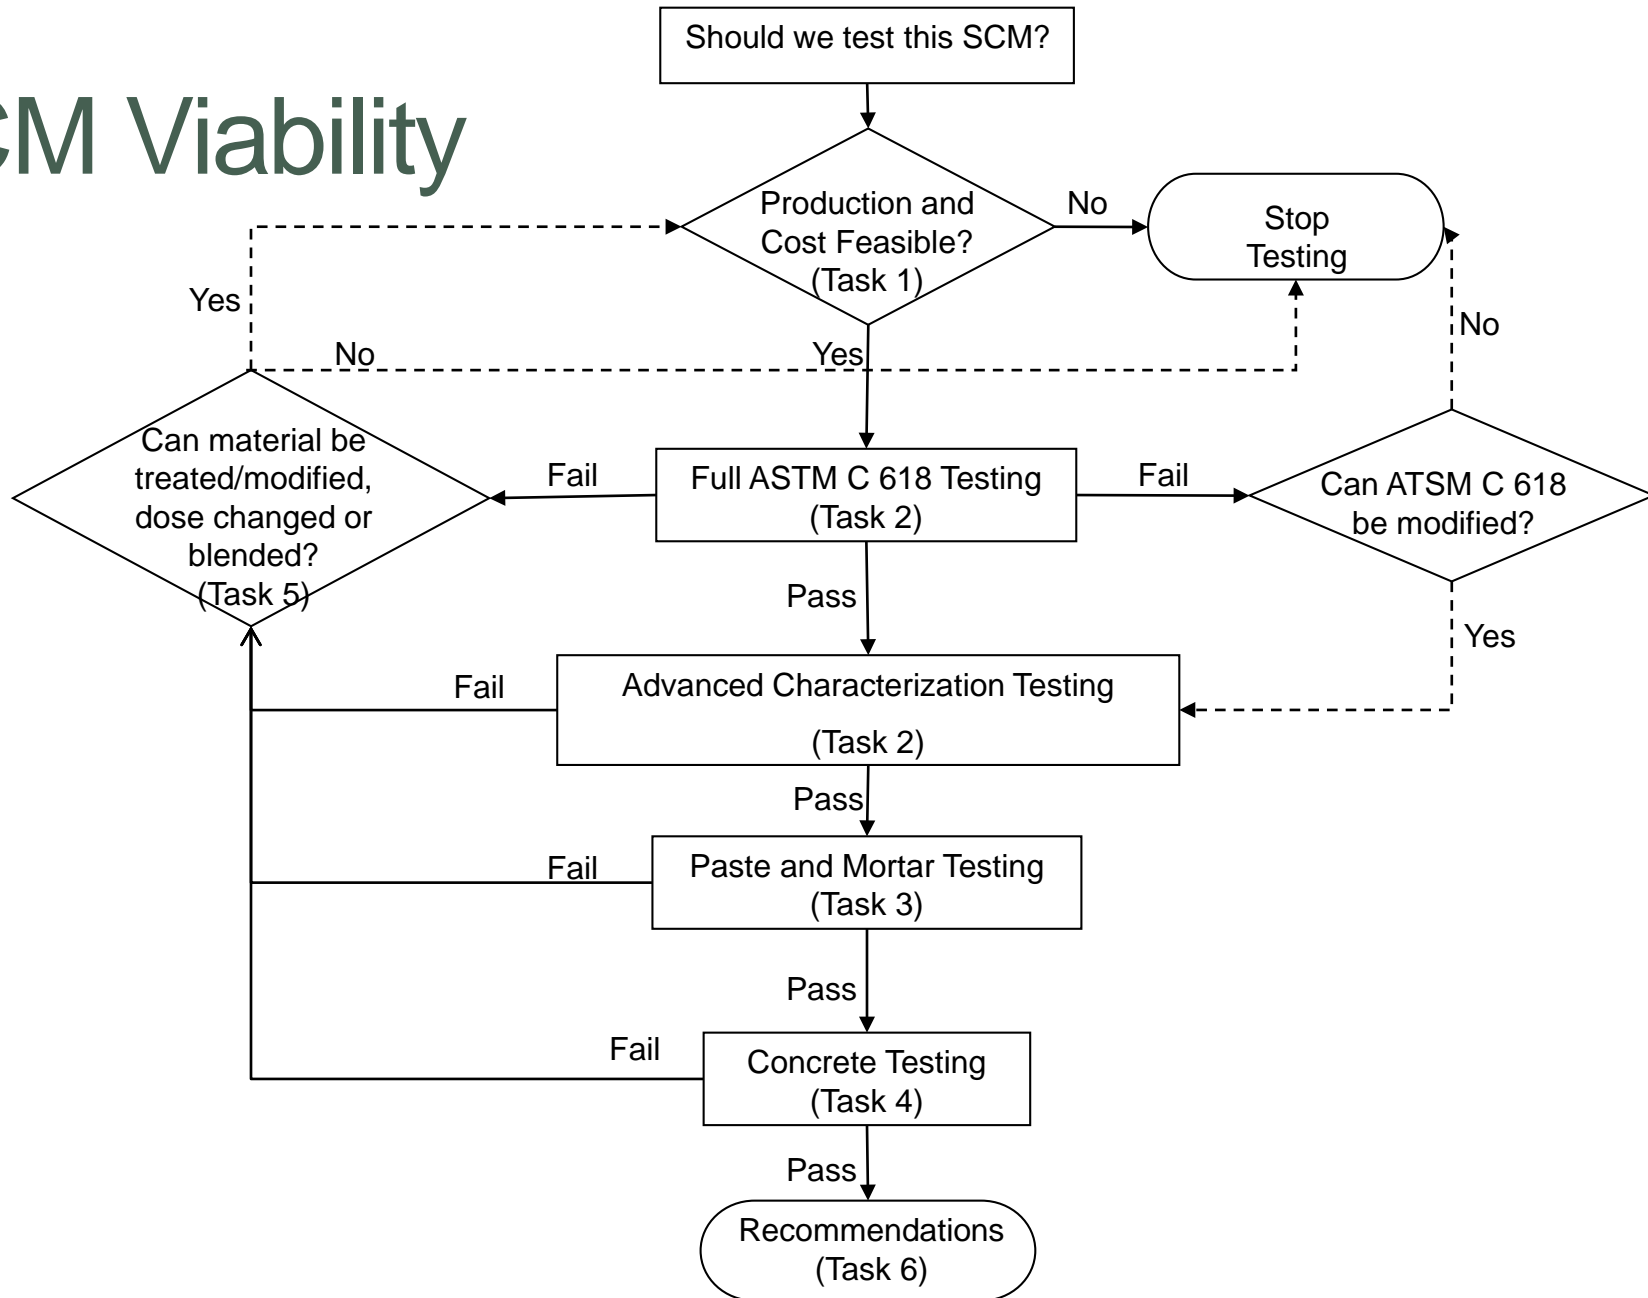 Should we test this SCM?
CM Viability
Production and
Cost Feasible?
(Task 1)
No
Stop
Testing
Yes
No
Yes
No
Can material be
treated/modified,
dose changed or
blended?
(Task 5)
Fail
Full ASTM C 618 Testing
(Task 2)
Fail
Can ATSM C 618
be modified?
Pass
Yes
Fail
Advanced Characterization Testing
(Task 2)
Pass
Fail
Paste and Mortar Testing
(Task 3)
Pass
Fail
Concrete Testing
(Task 4)
Pass
Recommendations
(Task 6)